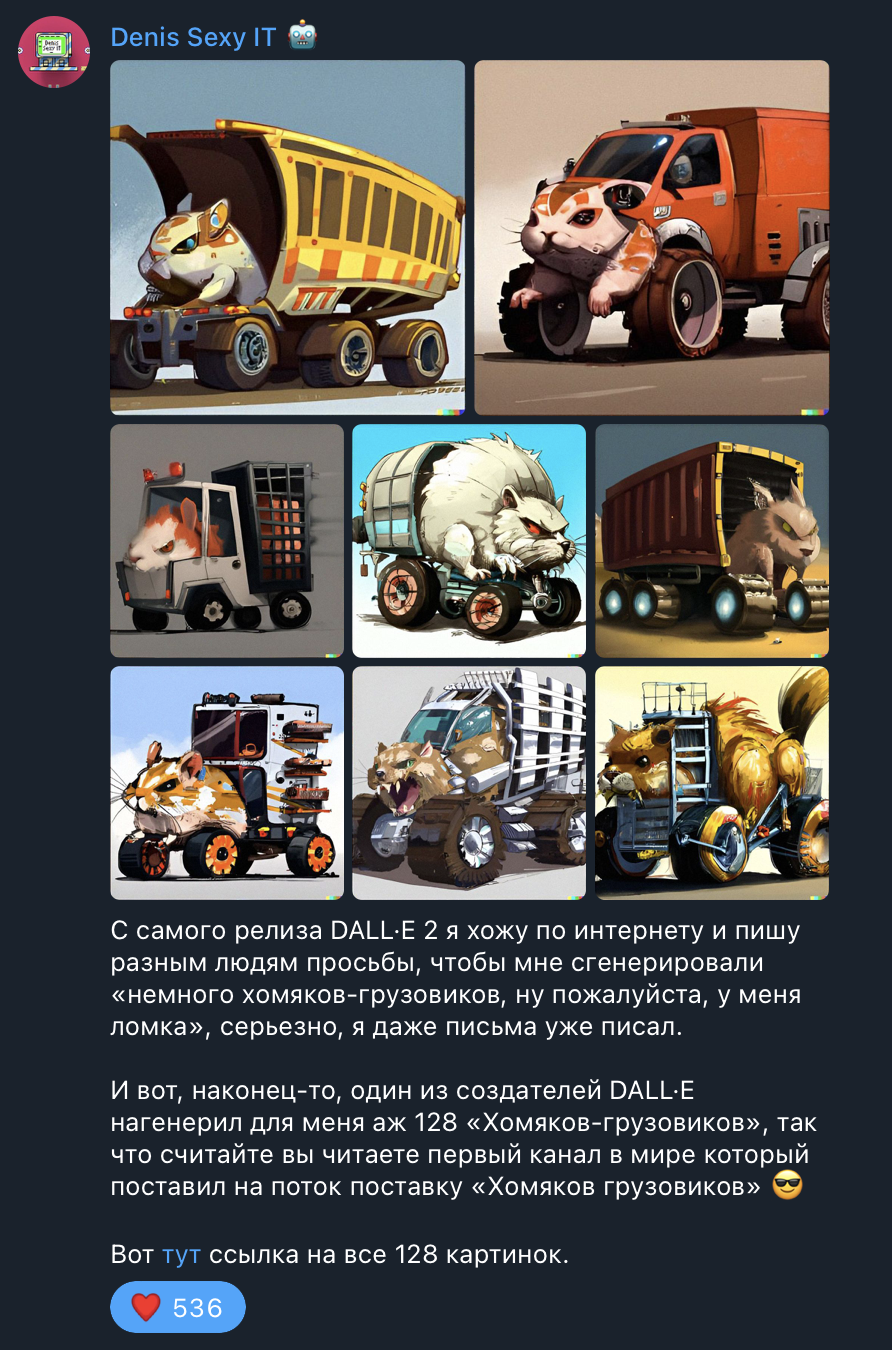 Denis Sexy IT 🤖
Denis
Sexy IT
С самого релиза DALL·E 2 я хожу по интернету и пишу
разным людям просьбы, чтобы мне сгенерировали
«немного хомяков-грузовиков, ну пожалуйста, у меня
ломка», серьезно, я даже письма уже писал.
И вот, наконец-то, один из создателей DALL·E
нагенерил для меня аж 128 «Хомяков-грузовиков», так
что считайте вы читаете первый канал в мире который
поставил на поток поставку «Хомяков грузовиков» 😎
Вот тут ссылка на все 128 картинок.
❤️ 536